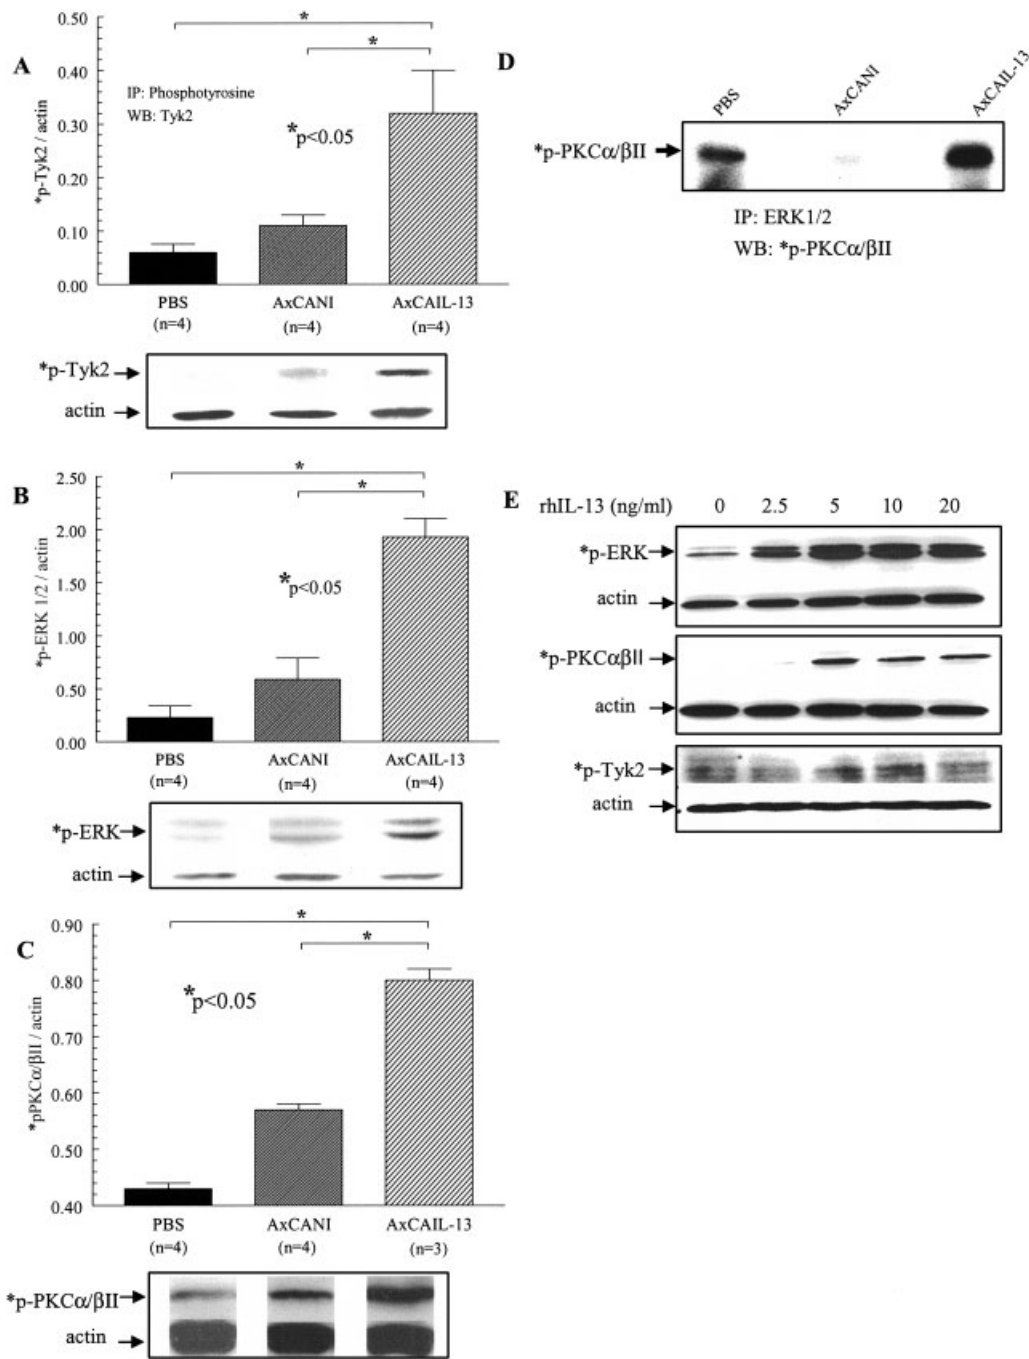 A
0.50
0.40
0.30
0.20
0.10
0.00
*p-Tyk2 / actin
*
*
IP: Phosphotyrosine
WB: Tyk2
*p<0.05
PBS
AxCANI
AxCAIL-13
(n=4)
(n=4)
(n=4)
*p-Tyk2
actin
B
2.50
2.00
1.50
1.00
0.50
0.00
*p-ERK 1/2 / actin
*
*
*p<0.05
PBS
AxCANI
AxCAIL-13
(n=4)
(n=4)
(n=4)
*p-ERK
actin
C
0.90
0.80
0.70
0.60
0.50
0.40
*pPKCα/βII / actin
*
*
*p<0.05
PBS
AxCANI
AxCAIL-13
(n=4)
(n=4)
(n=3)
*p-PKCα/βII
actin
D
PBS
AxCANI
AxCAIL-13
*p-PKCα/βII
IP: ERK1/2
WB: *p-PKCα/βII
E
rhIL-13 (ng/ml) 0 2.5 5 10 20
*p-ERK
actin
*p-PKCαβII
actin
*p-Tyk2
actin